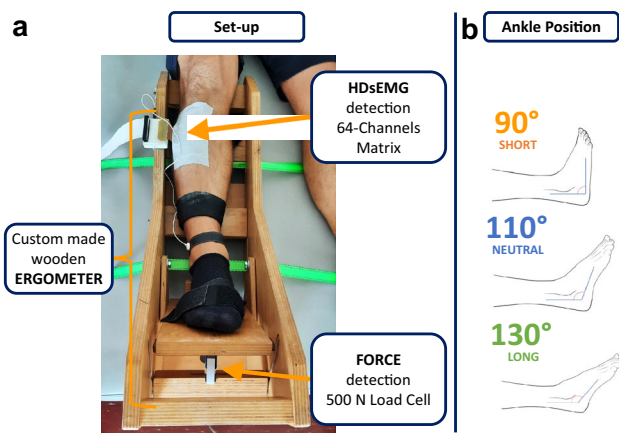 a
Set-up
HDsEMG
detection
64-Channels
Matrix
Custom made
wooden
ERGOMETER
FORCE
detection
500 N Load Cell
b
Ankle Position
90°
SHORT
110°
NEUTRAL
130°
LONG